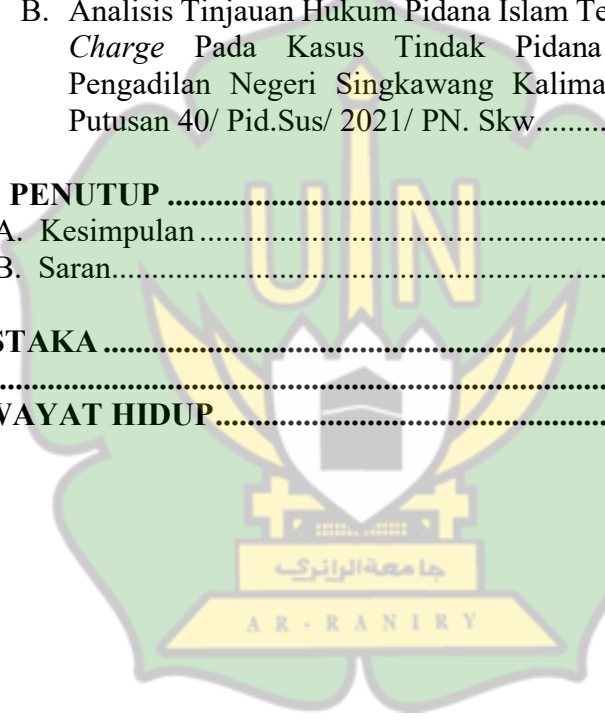 B. Analisis Tinjauan Hukum Pidana Islam Te
Charge Pada Kasus Tindak Pidana
Pengadilan Negeri Singkawang Kalima
Putusan 40/ Pid.Sus/ 2021/ PN. Skw..........
PENUTUP ..........................................................
A. Kesimpulan ..........................................................
B. Saran..........................................................
STAKA ..........................................................
..........................................................
WAYAT HIDUP..........................................................
UIN
جامعة الرانري
AR-RANIRY